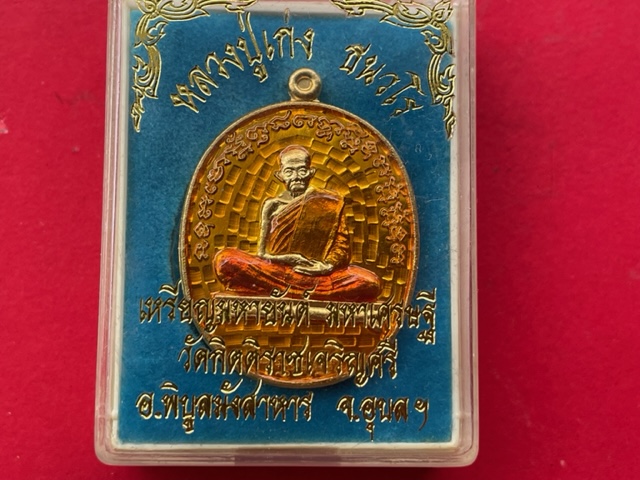 หลวงปู่เก่ง ธนวโร
เหรียญมหายันต์ มหาเศรษฐี
วัดกิตติราชเจริญศรี
อ.พิบูลมังสาหาร จ.อุบลฯ